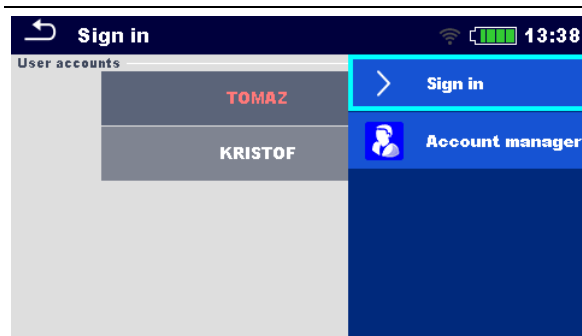 Sign in
13:38
User accounts
TOMAZ
KRISTOF
Sign in
Account manager